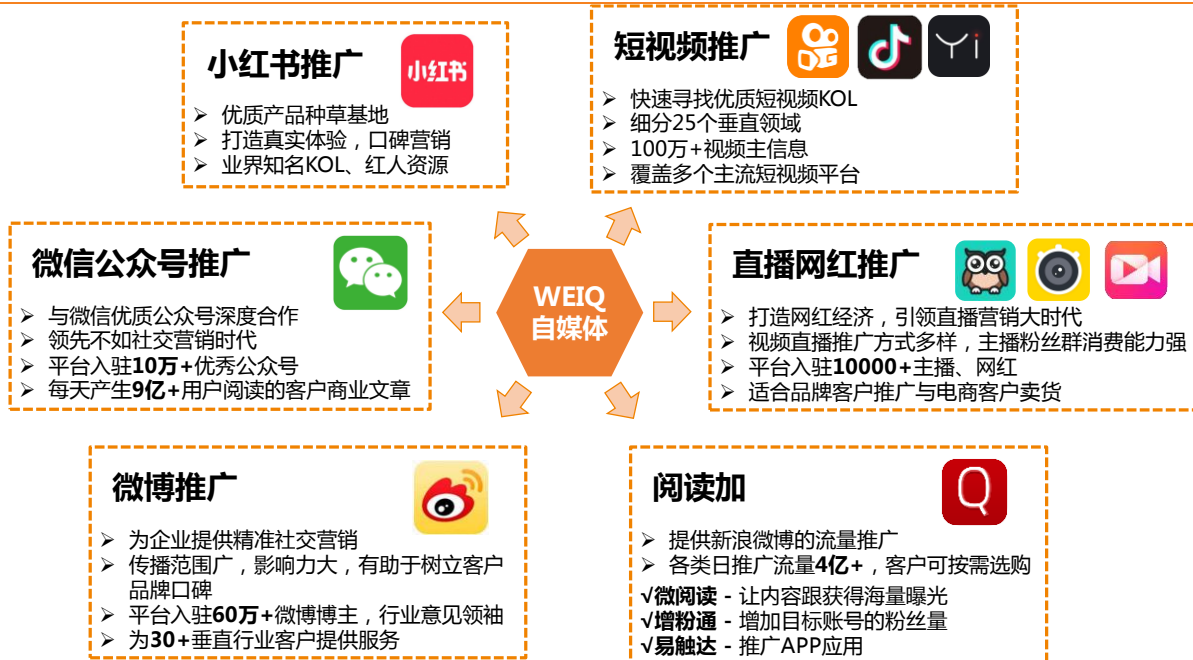 小红书推广
小红书
优质产品种草基地
打造真实体验，口碑营销
业界知名KOL、红人资源
短视频推广
Yi
快速寻找优质短视频KOL
细分25个垂直领域
100万+视频主信息
覆盖多个主流短视频平台
微信公众号推广
与微信优质公众号深度合作
领先不如社交营销时代
平台入驻10万+优秀公众号
每天产生9亿+用户阅读的客户商业文章
WEIQ
自媒体
直播网红推广
打造网红经济，引领直播营销大时代
视频直播推广方式多样，主播粉丝群消费能力强
平台入驻10000+主播、网红
适合品牌客户推广与电商客户卖货
微博推广
为企业提供精准社交营销
传播范围广，影响力大，有助于树立客户
品牌口碑
平台入驻60万+微博博主，行业意见领袖
为30+垂直行业客户提供服务
阅读加
Q
提供新浪微博的流量推广
各类日推广流量4亿+，客户可按需选购
√微阅读 - 让内容跟获得海量曝光
√增粉通 - 增加目标账号的粉丝量
√易触达 - 推广APP应用